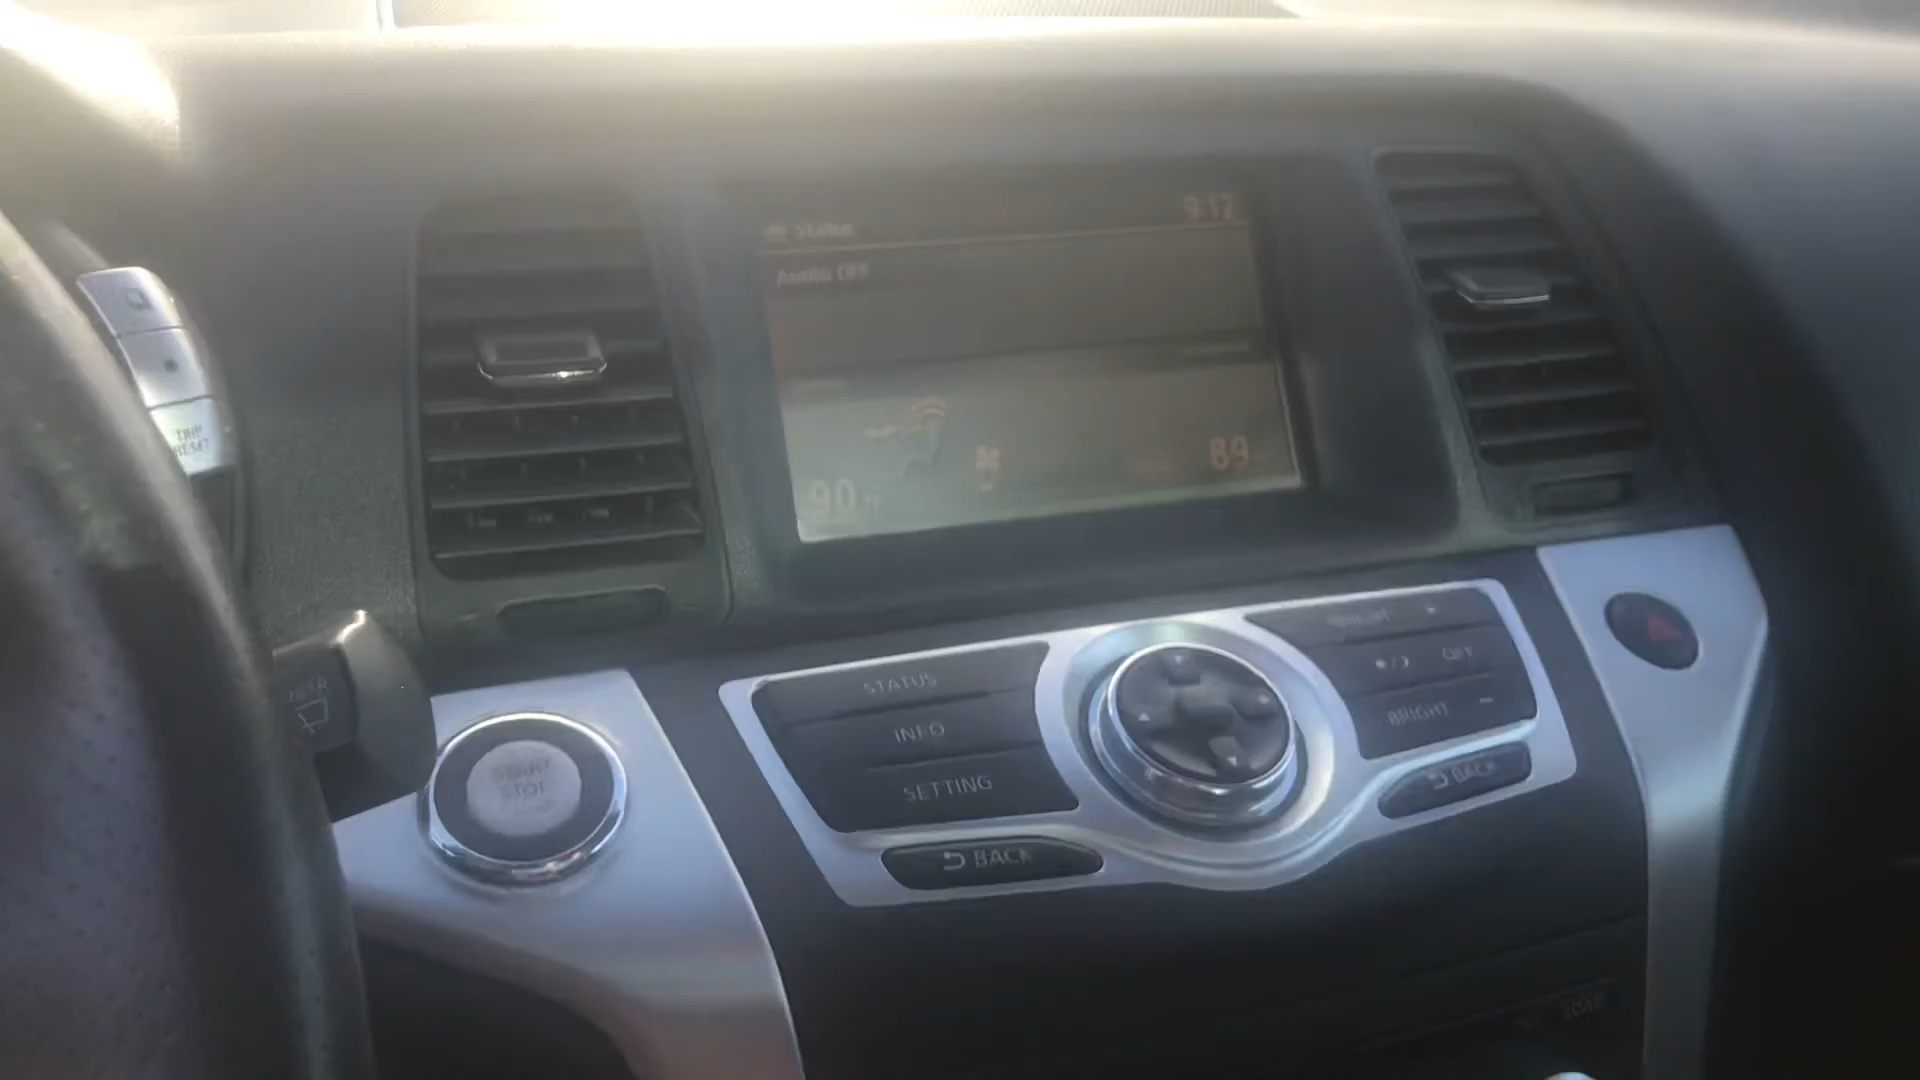 Status
9:12
Audio OFF
89
90
TRIP
RESET
STATUS
INFO
SETTING
BACK
OFF
BRIGHT -
BACK
START
STOP